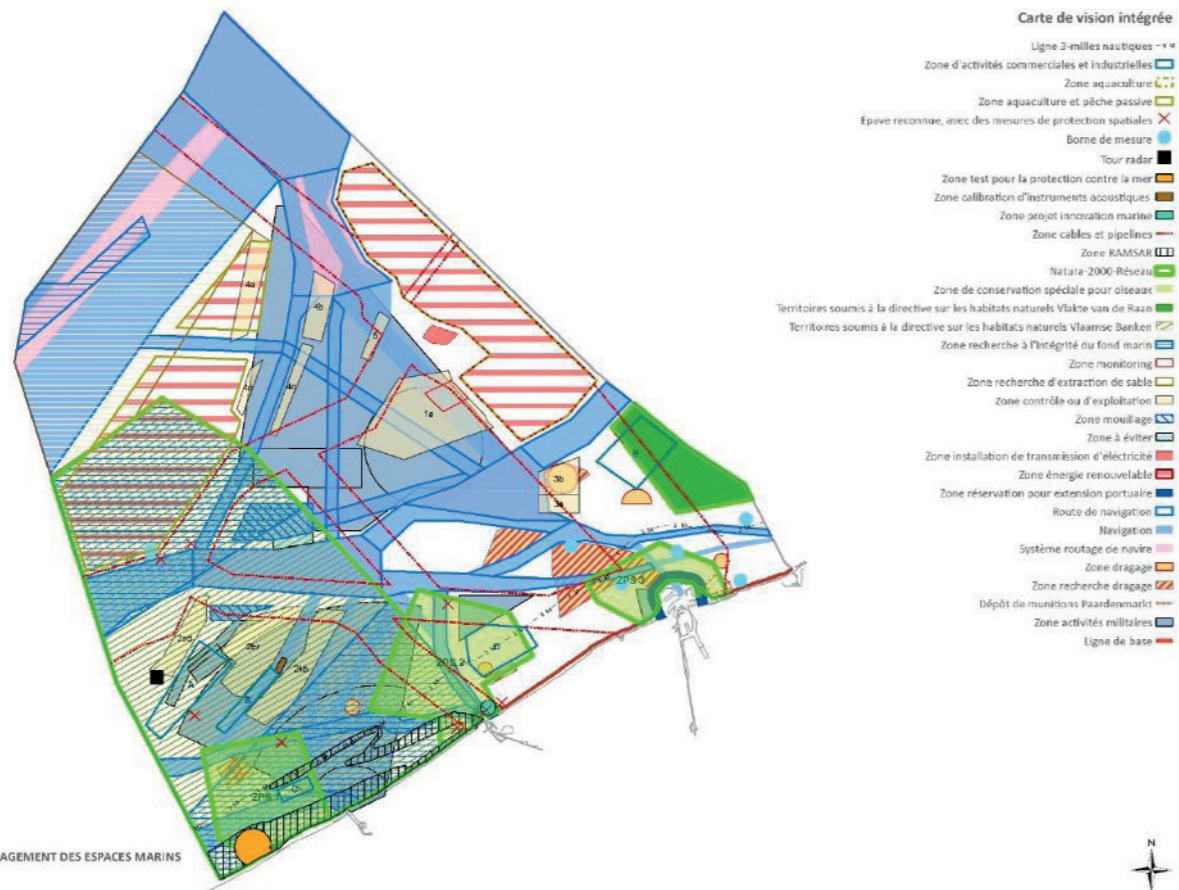 Carte de vision intégrée
Ligne 3-milles nautiques
Zone d'activités commerciales et industrielles
Zone aquaculture
Zone aquaculture et pêche passive
Épave reconnue, avec des mesures de protection spatiales
Borne de mesure
Tour radar
Zone test pour la protection contre la mer
Zone calibration d'instruments acoustiques
Zone projet innovation marine
Zone cables et pipelines
Zone RAMSAR
Natura-2000-Réseau
Zone de conservation spéciale pour oiseaux
Territoires soumis à la directive sur les habitats naturels Vlakte van de Raan
Territoires soumis à la directive sur les habitats naturels Vlaamse Banken
Zone recherche à l'intégrité du fond marin
Zone monitoring
Zone recherche d'extraction de sable
Zone contrôle ou d'exploitation
Zone mouillage
Zone à éviter
Zone installation de transmission d'électricité
Zone énergie renouvelable
Zone réservation pour extension portuaire
Route de navigation
Navigation
Système routage de navire
Zone dragage
Zone recherche dragage
Dépôt de munitions Paardenmarkt
Zone activités militaires
Ligne de base
4a
4b
5
4d
4c
1a
3b
3a
ZPS 3
ZPS 2
2br
A
N
AGEMENT DES ESPACES MARINS